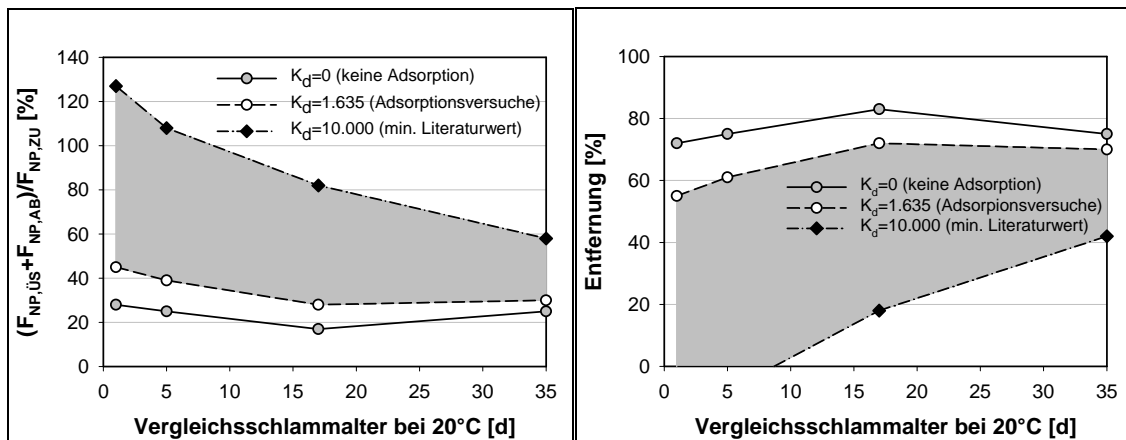 (F_NP,ÜS+F_NP,AB)/F_NP,ZU [%]
140
120
100
80
60
40
20
0
K_d=0 (keine Adsorption)
K_d=1.635 (Adsorptionsversuche)
K_d=10.000 (min. Literaturwert)
0 5 10 15 20 25 30 35
Vergleichsschlammalter bei 20°C [d]
Entfernung [%]
100
80
60
40
20
0
K_d=0 (keine Adsorption)
K_d=1.635 (Adsorpionsversuche)
K_d=10.000 (min. Literaturwert)
0 5 10 15 20 25 30 35
Vergleichsschlammalter bei 20°C [d]